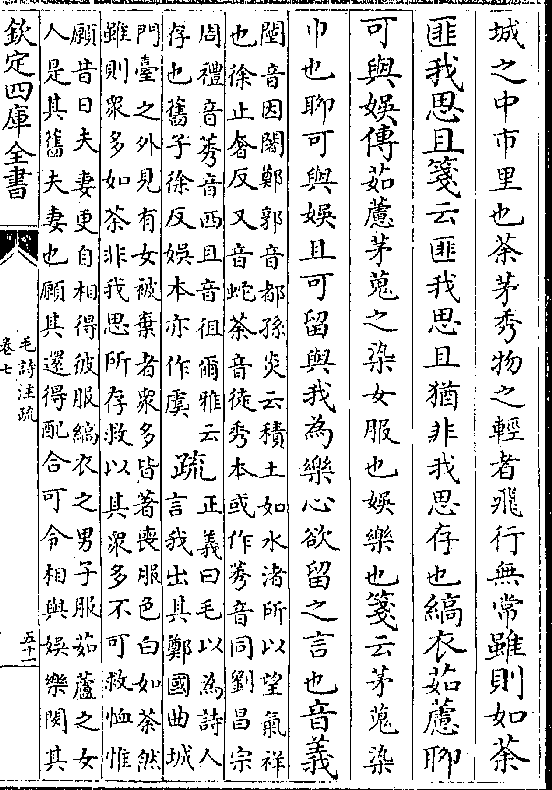 城之中市里也荼茅秀物之輕者飛行無常雖則如荼
匪我思且箋云匪我思且猶非我思存也縞衣茹藘聊
可與娛傳茹藘茅蒐之染女服也娛樂也箋云茅蒐染
巾也聊可與娛且可留與我為樂心欲留之言也音義
闉音因闍鄭郭音都孫炎云積土如水渚所以望氣祥
也徐止奢反又音蛇荼音徒秀本或作莠音同劉昌宗
周禮音莠音酉且音徂爾雅云
存也舊子徐反娛本亦作虞
疏
正義曰毛以為詩人
言我出其鄭國曲城
門臺之外見有女被棄者眾多皆著喪服色白如荼然
雖則眾多如荼非我思所存救以其眾多不可救恤惟
願昔日夫妻更自相得彼服縞衣之男子服茹藘之女
人是其舊夫妻也願其還得配合可令相與娛樂閔其
欽定四庫全書
毛詩注疏
卷七
五十一